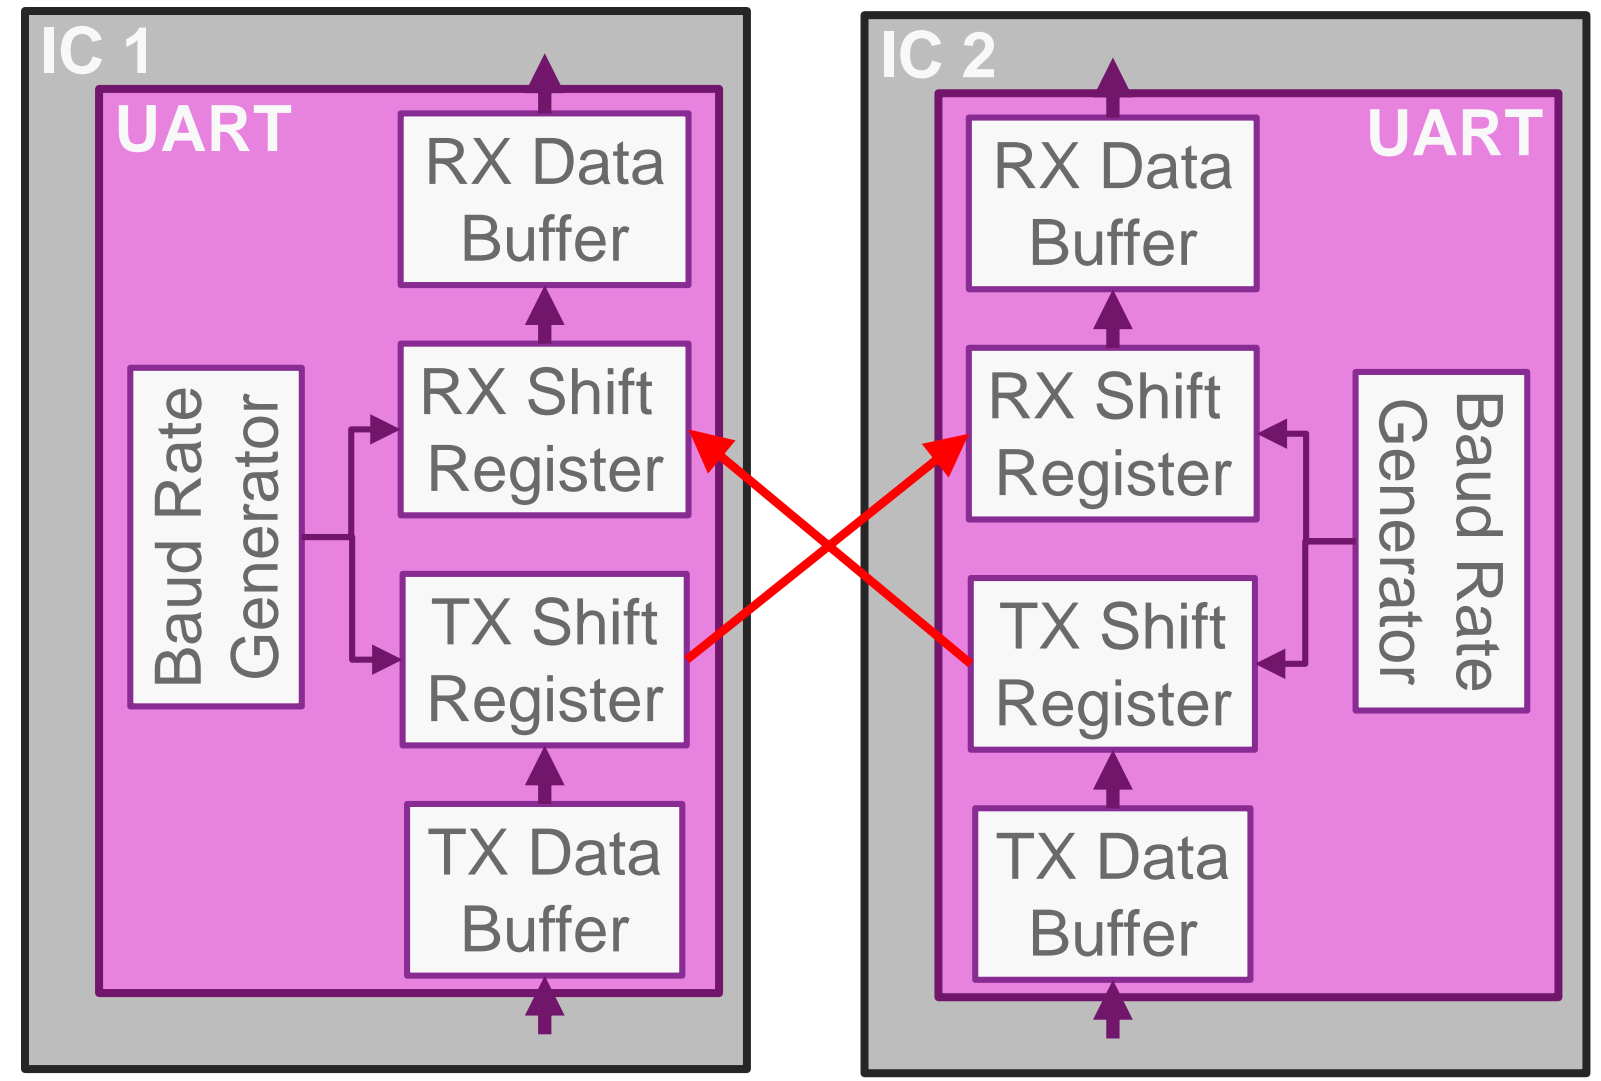 IC 1
UART
RX Data
Buffer
RX Shift
Register
Baud Rate
Generator
TX Shift
Register
TX Data
Buffer
IC 2
UART
RX Data
Buffer
RX Shift
Register
Baud Rate
Generator
TX Shift
Register
TX Data
Buffer